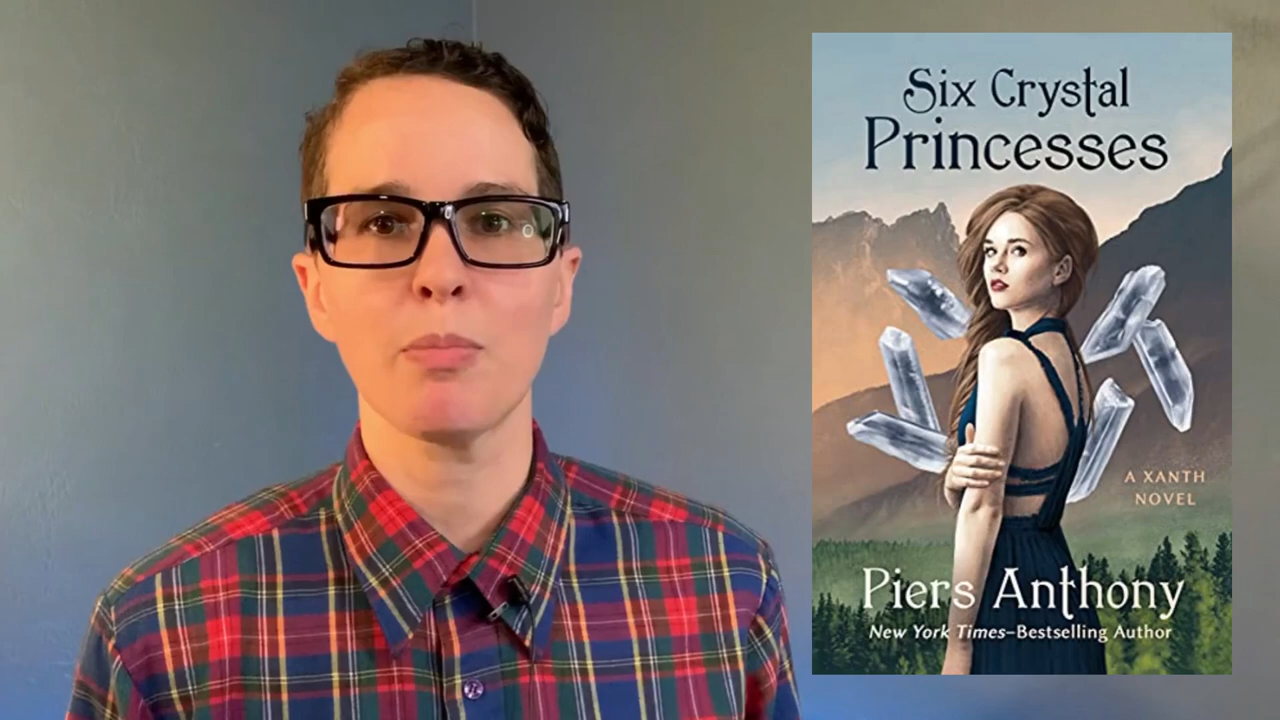 Six Crystal
Princesses
A XANTH
NOVEL
Piers Anthony
New York Times–Bestselling Author